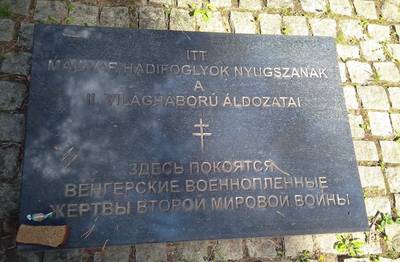 ITT
MAGYAR HADIFOGLYOK NYUGSZANAK
A
II. VILÁGHÁBORÚ ÁLDOZATAI
ЗДЕСЬ ПОКОЯТСЯ
ВЕНГЕРСКИЕ ВОЕННОПЛЕННЫЕ
ЖЕРТВЫ ВТОРОЙ МИРОВОЙ ВОЙНЫ